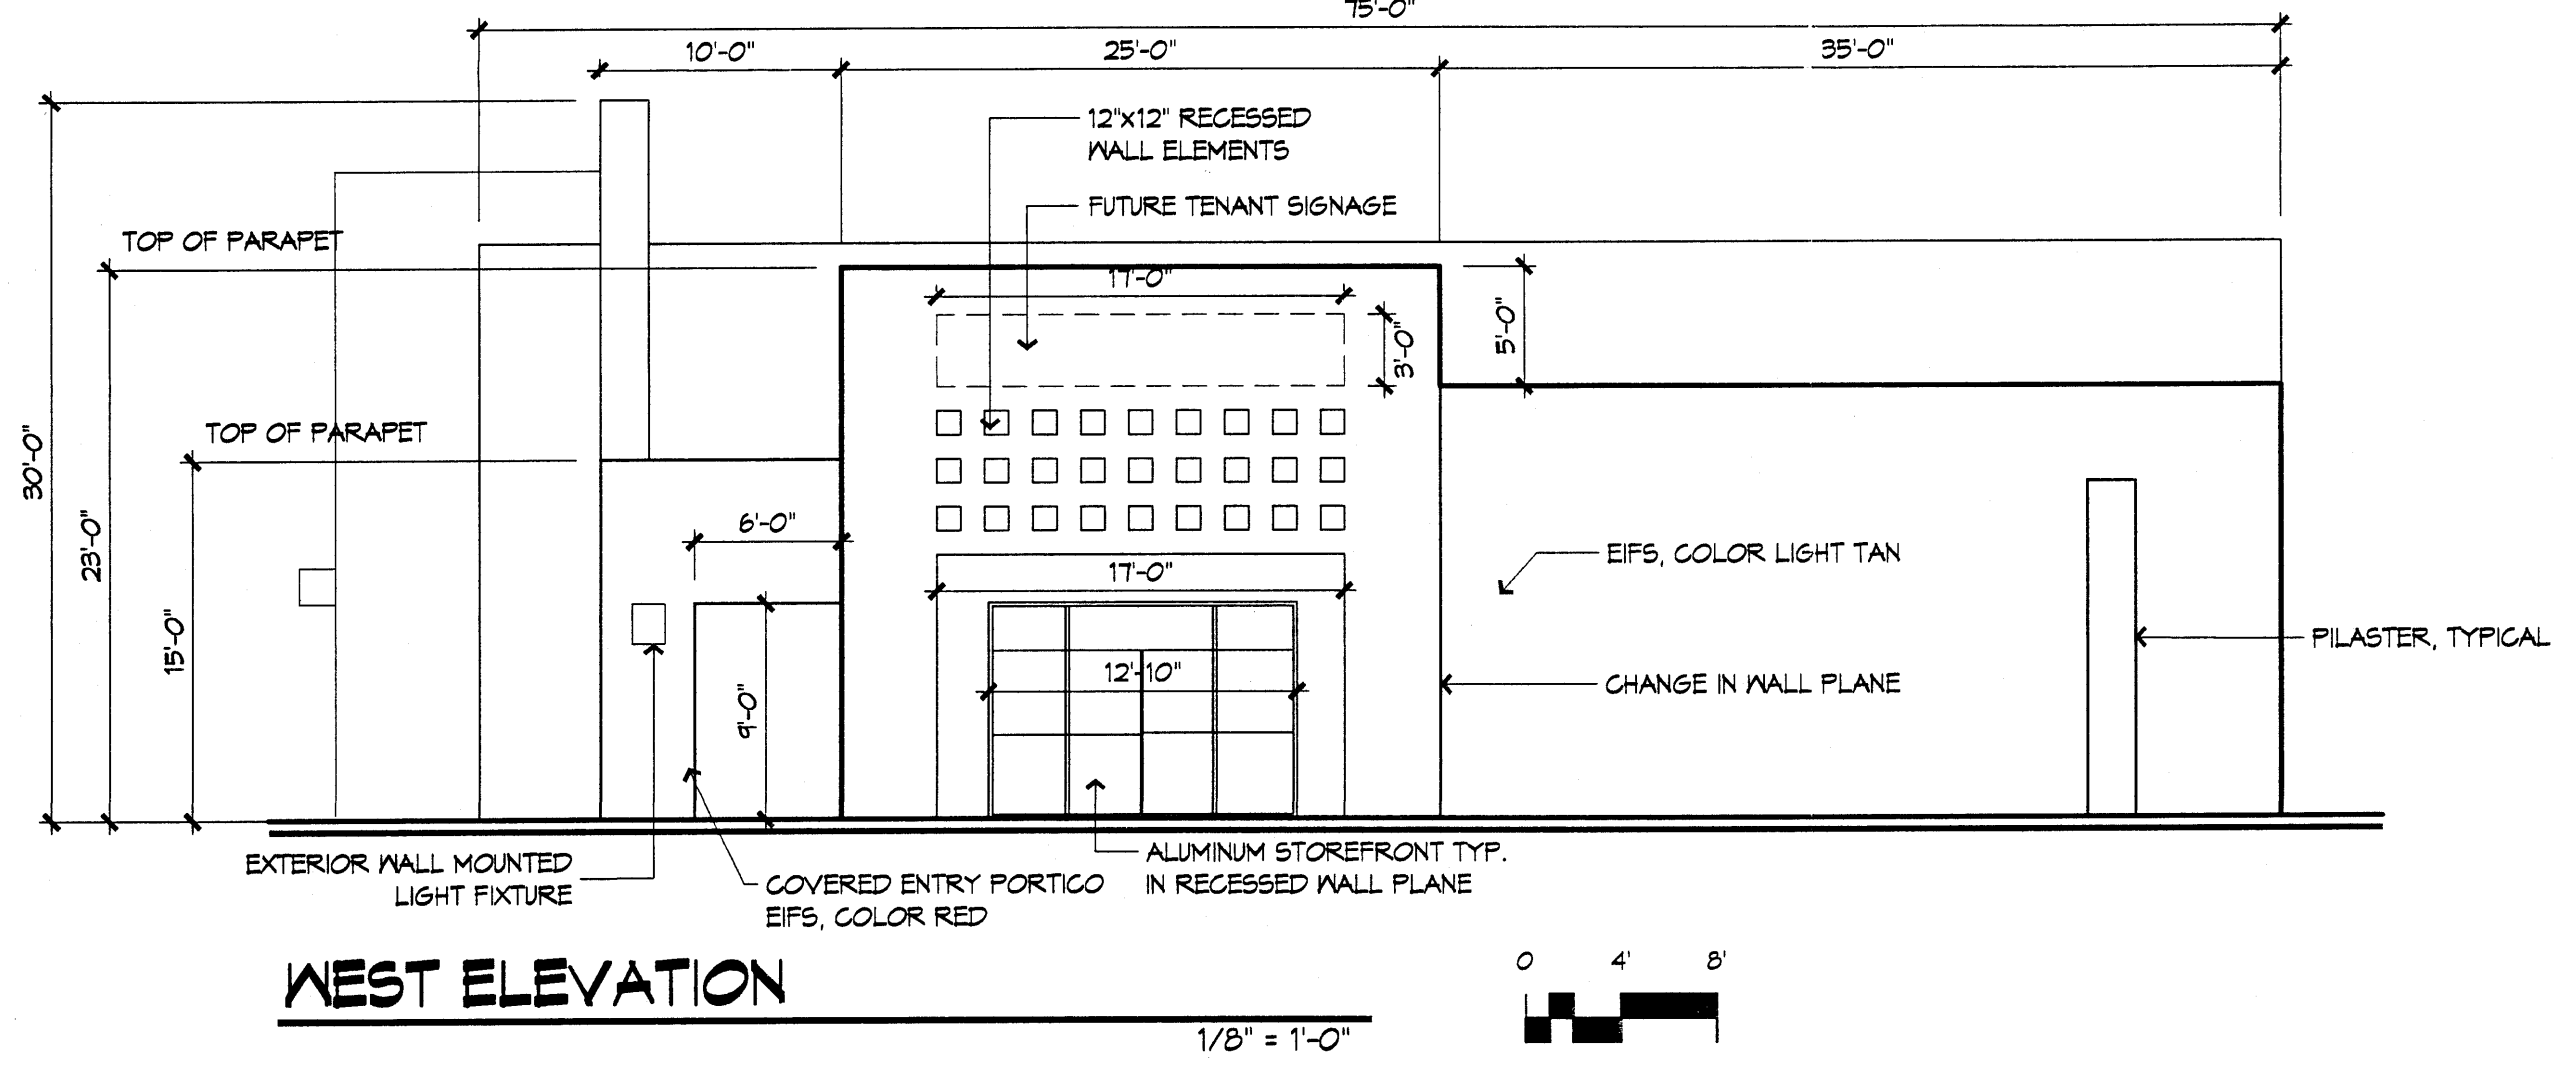 75'-0"
10'-0"
25'-0"
35'-0"
12"x12" RECESSED
WALL ELEMENTS
FUTURE TENANT SIGNAGE
TOP OF PARAPET
17'-0"
3'-0"
5'-0"
TOP OF PARAPET
30'-0"
23'-0"
15'-0"
6'-0"
9'-0"
17'-0"
12'-10"
EIFS, COLOR LIGHT TAN
PILASTER, TYPICAL
CHANGE IN WALL PLANE
EXTERIOR WALL MOUNTED
LIGHT FIXTURE
COVERED ENTRY PORTICO
EIFS, COLOR RED
ALUMINUM STOREFRONT TYP.
IN RECESSED WALL PLANE
WEST ELEVATION
1/8" = 1'-0"
0 4' 8'